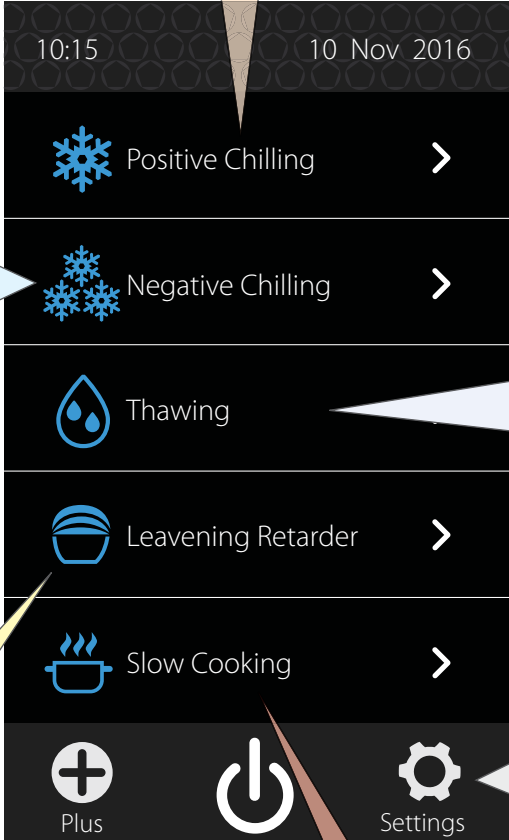 10:15 10 Nov 2016
Positive Chilling
Negative Chilling
Thawing
Leavening Retarder
Slow Cooking
Plus Settings